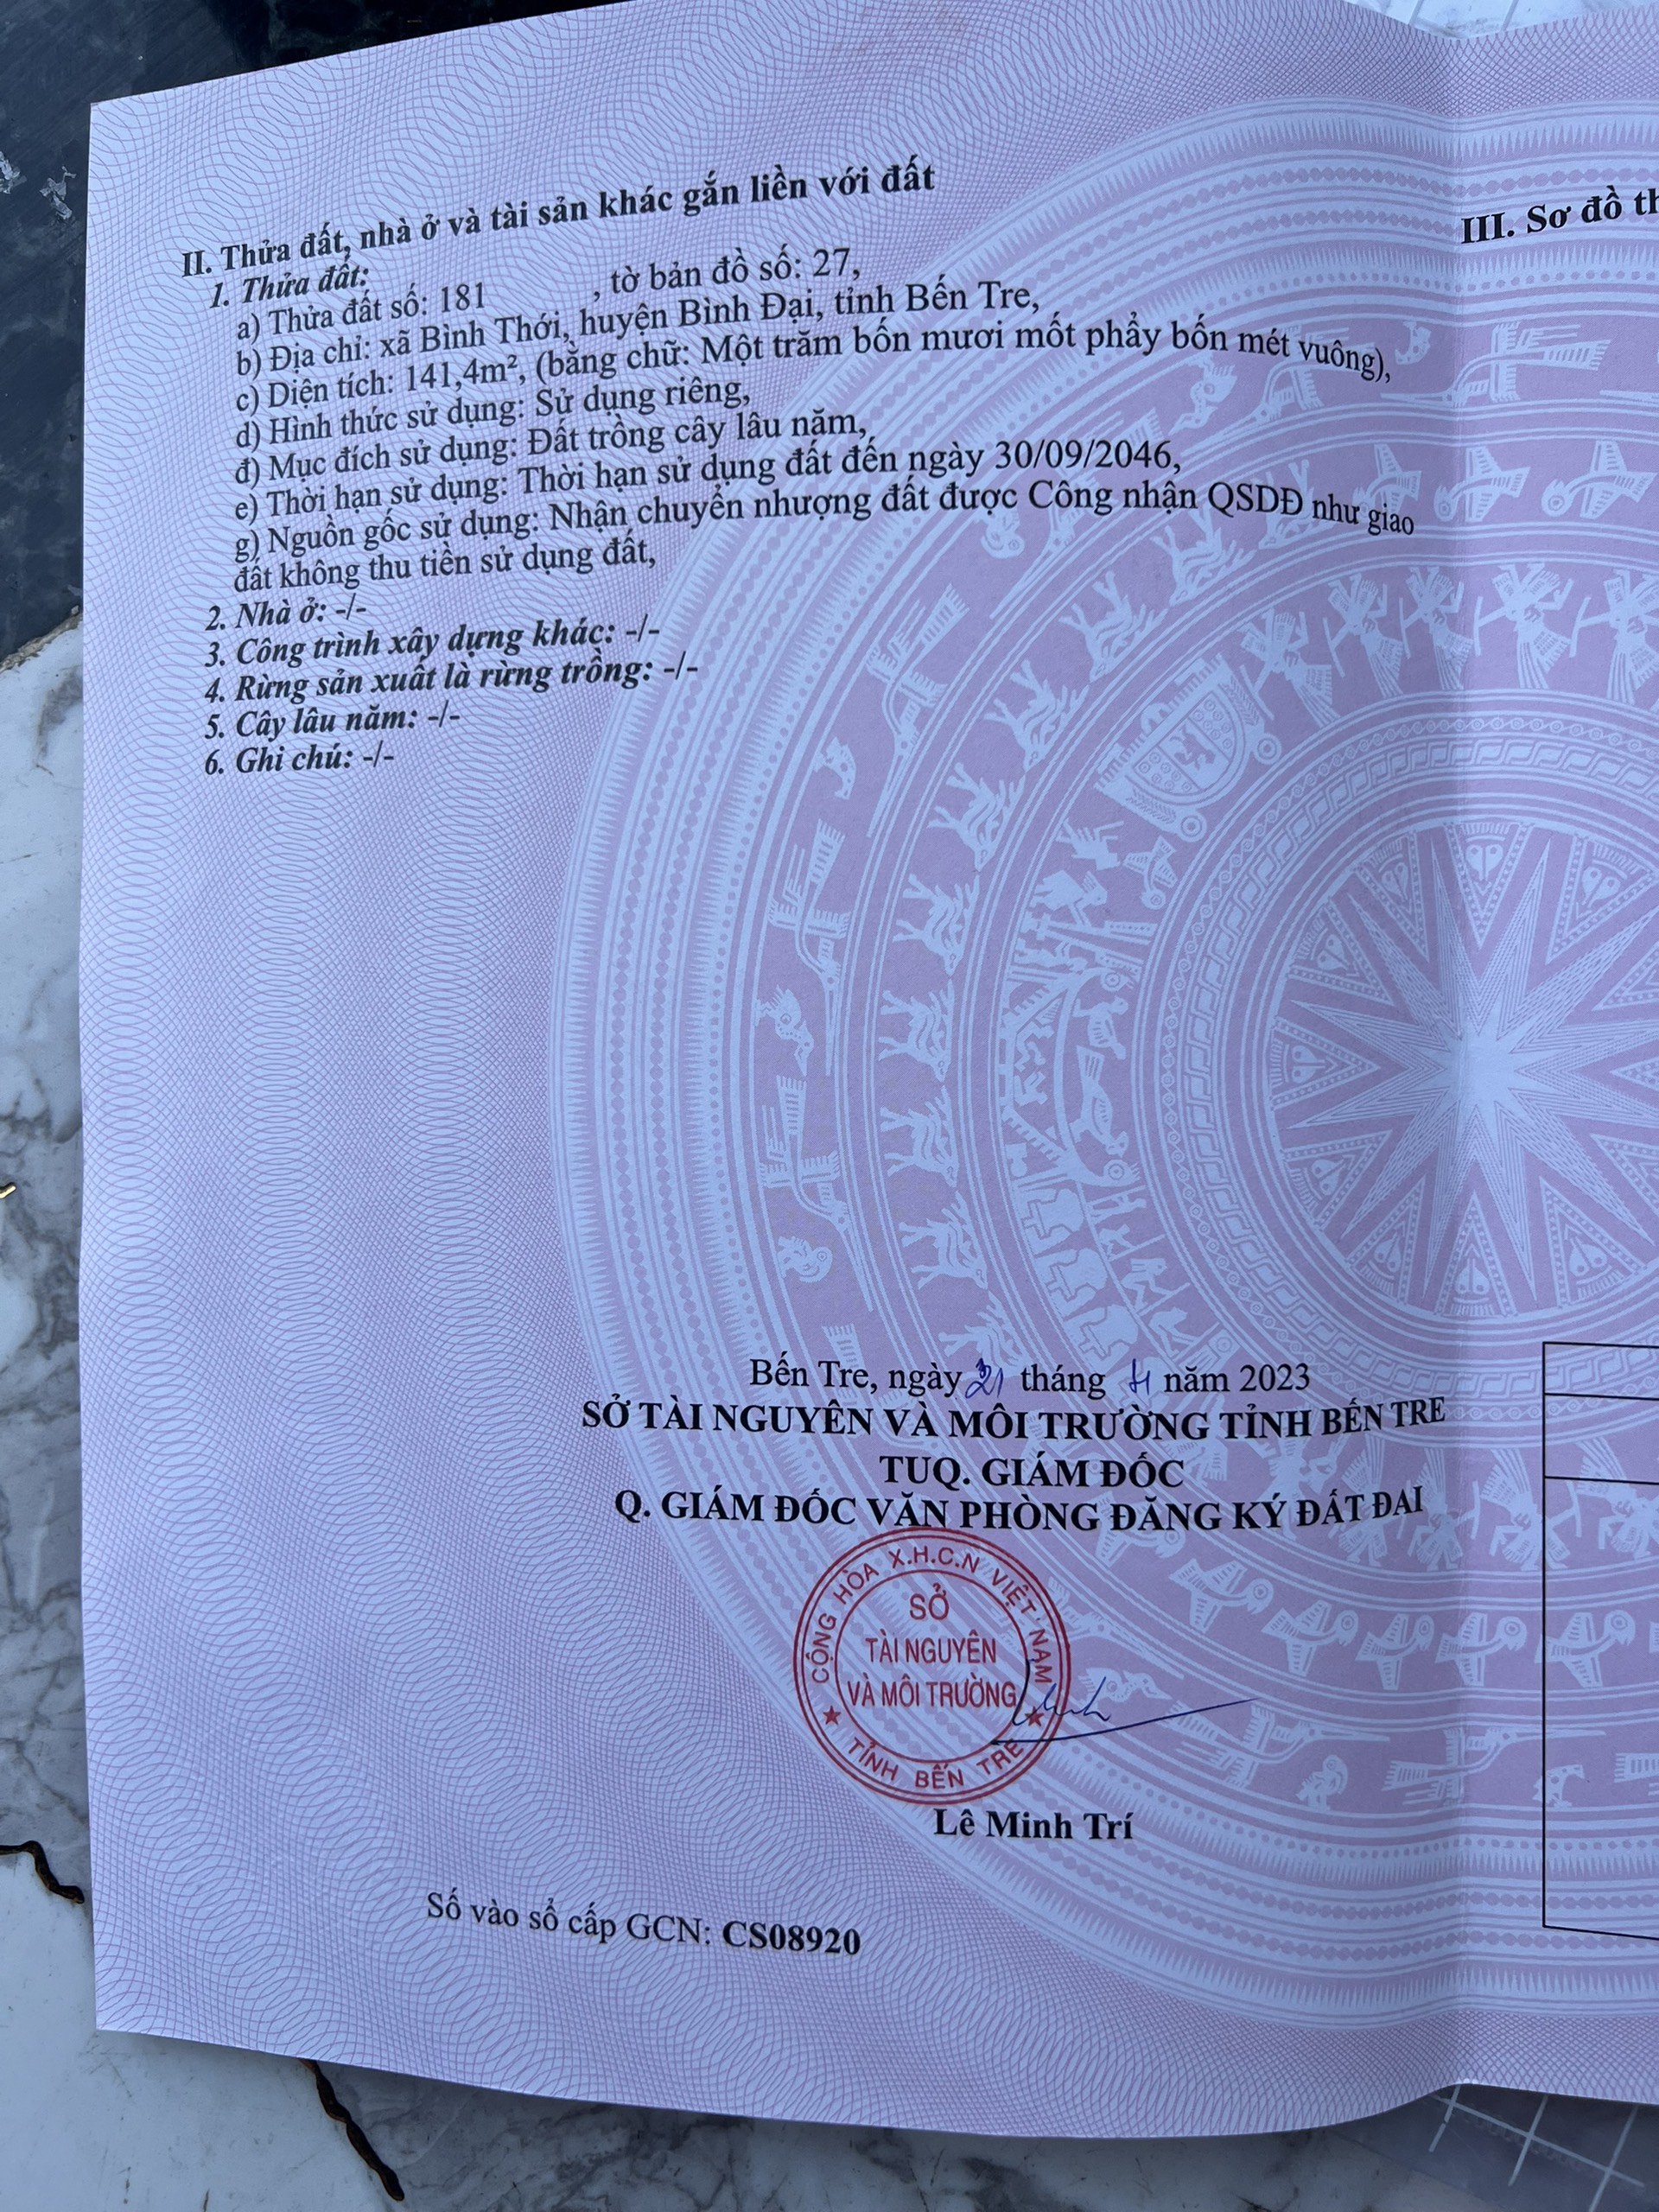 II. Thửa đất, nhà ở và tài sản khác gắn liền với đất
1. Thửa đất:
a) Thửa đất số: 181 , tờ bản đồ số: 27,
b) Địa chỉ: xã Bình Thới, huyện Bình Đại, tỉnh Bến Tre,
c) Diện tích: 141,4m², (bằng chữ: Một trăm bốn mươi mốt phẩy bốn mét vuông),
d) Hình thức sử dụng: Sử dụng riêng,
đ) Mục đích sử dụng: Đất trồng cây lâu năm,
e) Thời hạn sử dụng: Thời hạn sử dụng đất đến ngày 30/09/2046,
g) Nguồn gốc sử dụng: Nhận chuyển nhượng đất được Công nhận QSDĐ như giao
đất không thu tiền sử dụng đất,
2. Nhà ở: -/-
3. Công trình xây dựng khác: -/-
4. Rừng sản xuất là rừng trồng: -/-
5. Cây lâu năm: -/-
6. Ghi chú: -/-
III. Sơ đồ
Bến Tre, ngày 21 tháng 4 năm 2023
SỞ TÀI NGUYÊN VÀ MÔI TRƯỜNG TỈNH BẾN TRE
TUQ. GIÁM ĐỐC
Q. GIÁM ĐỐC VĂN PHÒNG ĐĂNG KÝ ĐẤT ĐAI
CỘNG HÒA X.H.C.N VIỆT NAM
SỞ
TÀI NGUYÊN
VÀ MÔI TRƯỜNG
TỈNH BẾN TRE
Lê Minh Trí
Số vào sổ cấp GCN: CS08920